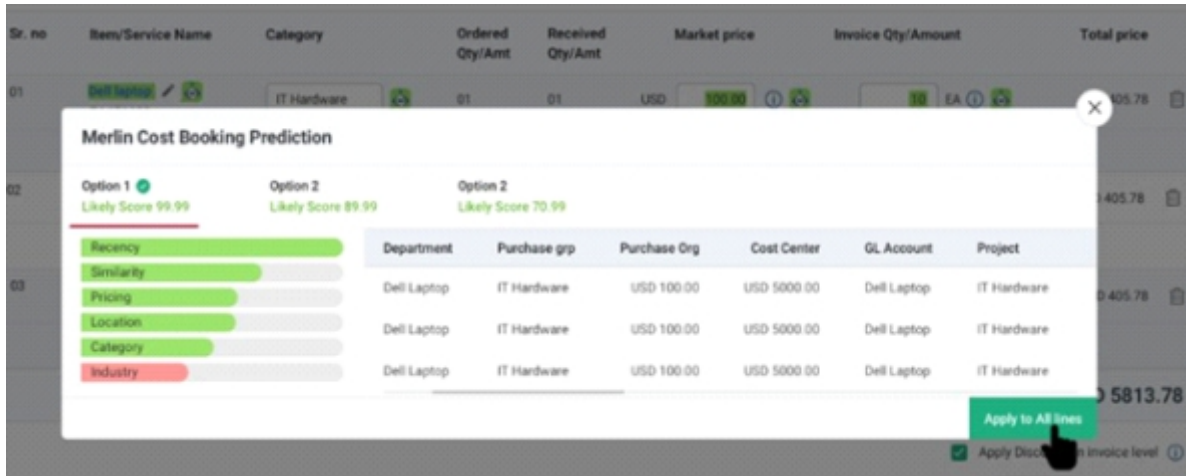 Sr. no Item/Service Name Category Ordered Qty/Amt Received Qty/Amt Market price Invoice Qty/Amount Total price
01 Dell laptop IT Hardware 01 01 USD 100.00 10 EA 405.78
Merlin Cost Booking Prediction
Option 1 Option 2 Option 2
Likely Score 99.99 Likely Score 89.99 Likely Score 70.99
02 405.78
Recency
Similarity
Pricing
Location
Category
Industry
Department Purchase grp Purchase Org Cost Center GL Account Project
Dell Laptop IT Hardware USD 100.00 USD 5000.00 Dell Laptop IT Hardware
03 405.78
Dell Laptop IT Hardware USD 100.00 USD 5000.00 Dell Laptop IT Hardware
Dell Laptop IT Hardware USD 100.00 USD 5000.00 Dell Laptop IT Hardware
5813.78
Apply to All lines
Apply invoice level